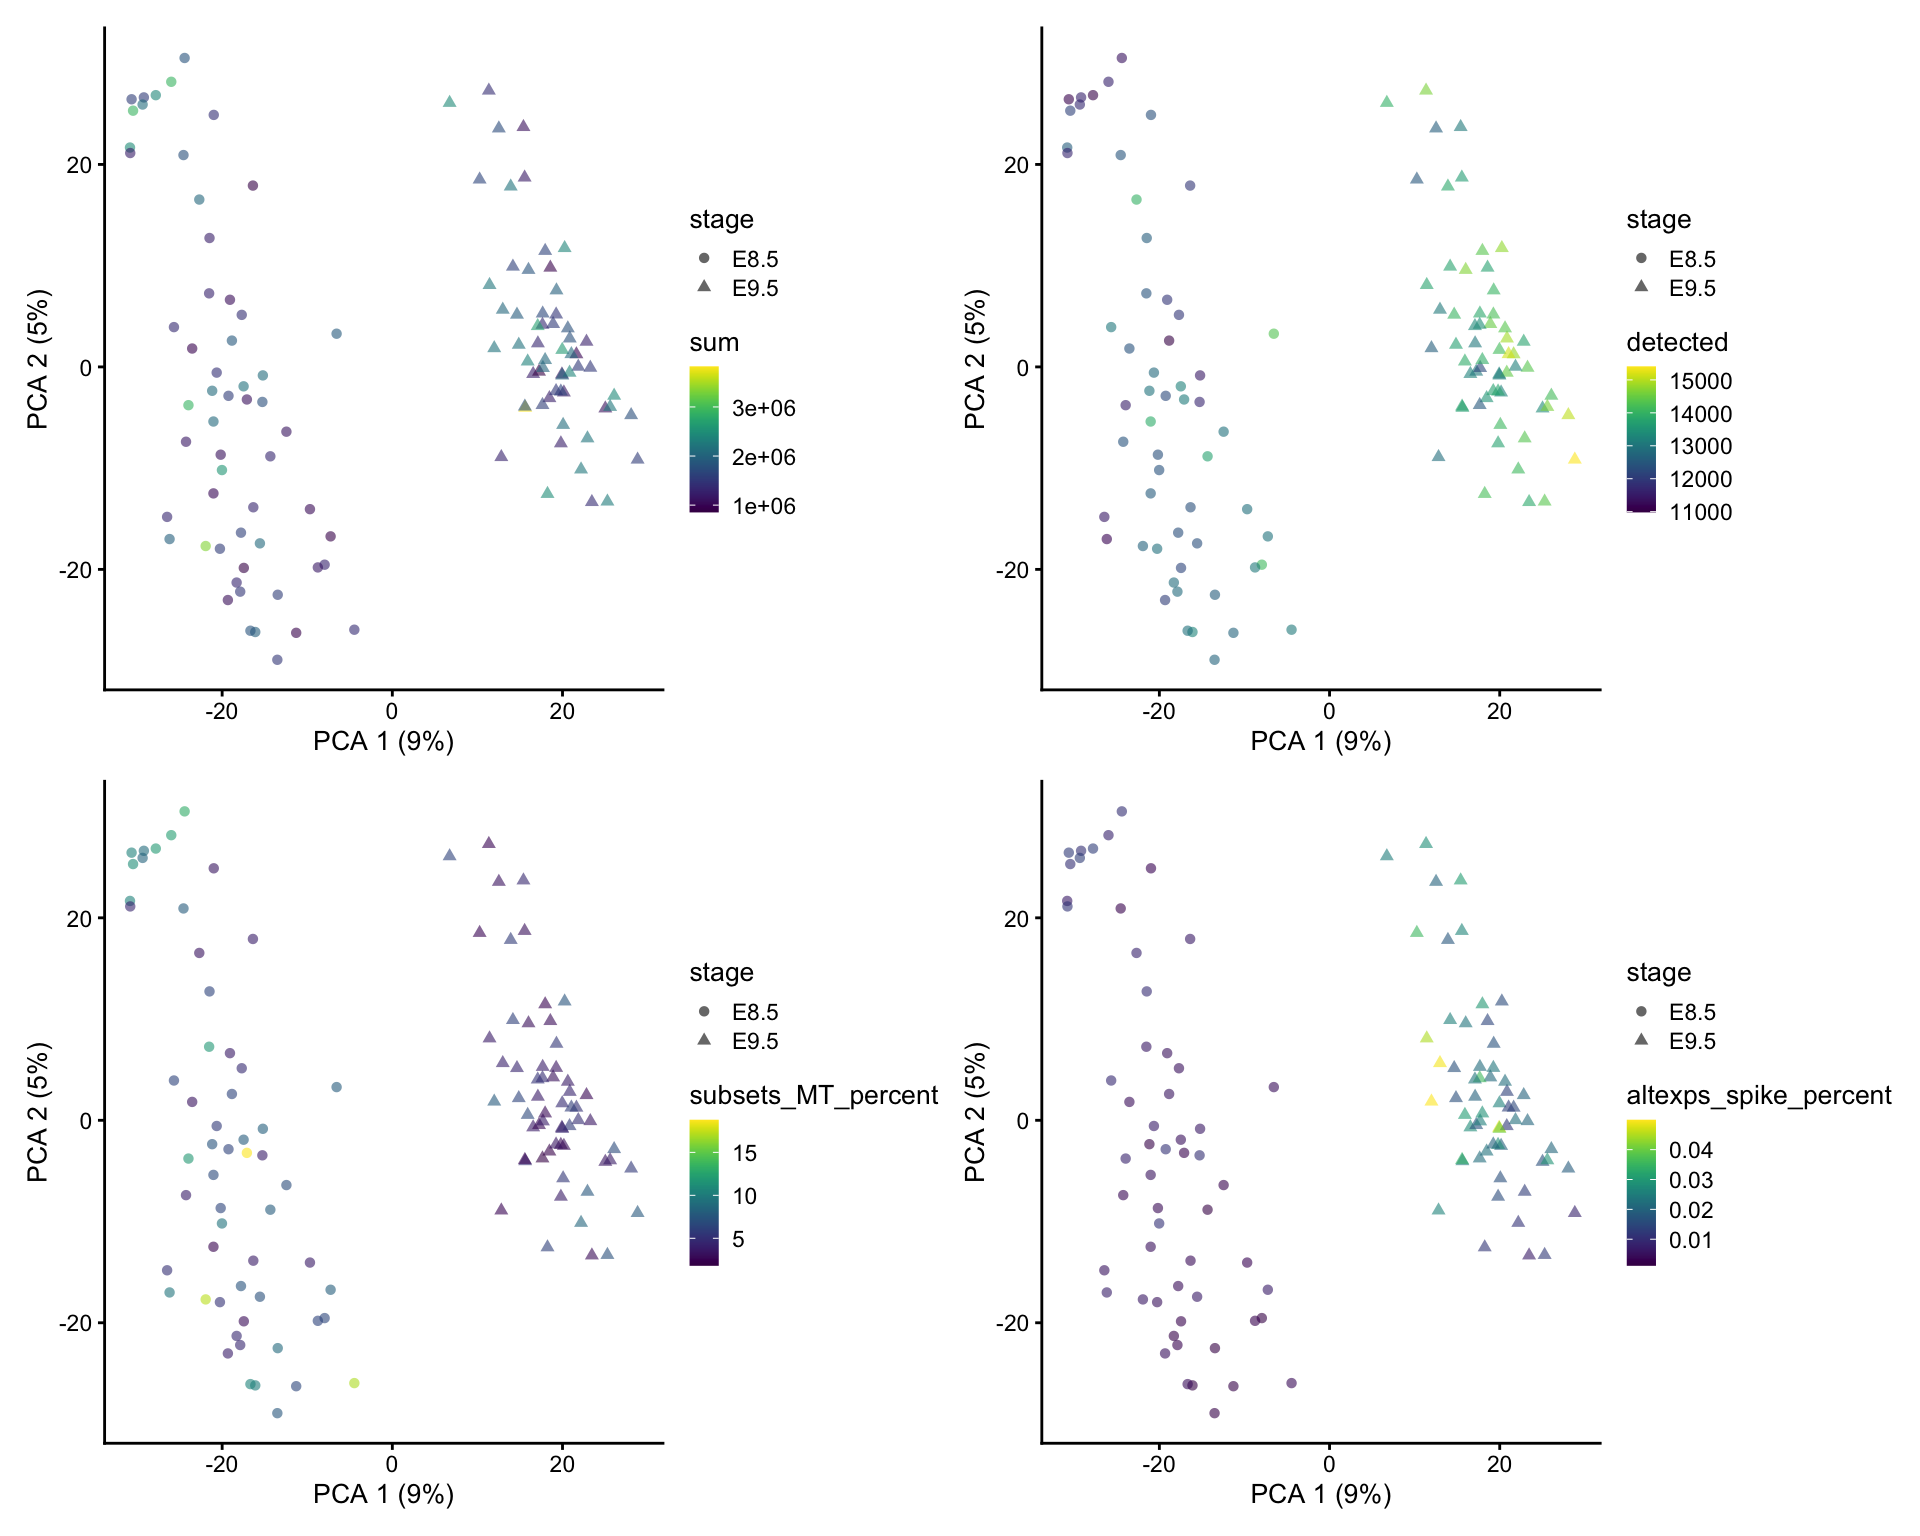 PCA 2 (5%)
20
0
-20
-20
0
20
PCA 1 (9%)
stage
E8.5
E9.5
sum
3e+06
2e+06
1e+06
PCA 2 (5%)
20
0
-20
-20
0
20
PCA 1 (9%)
stage
E8.5
E9.5
detected
15000
14000
13000
12000
11000
PCA 2 (5%)
20
0
-20
-20
0
20
PCA 1 (9%)
stage
E8.5
E9.5
subsets_MT_percent
15
10
5
PCA 2 (5%)
20
0
-20
-20
0
20
PCA 1 (9%)
stage
E8.5
E9.5
altexps_spike_percent
0.04
0.03
0.02
0.01